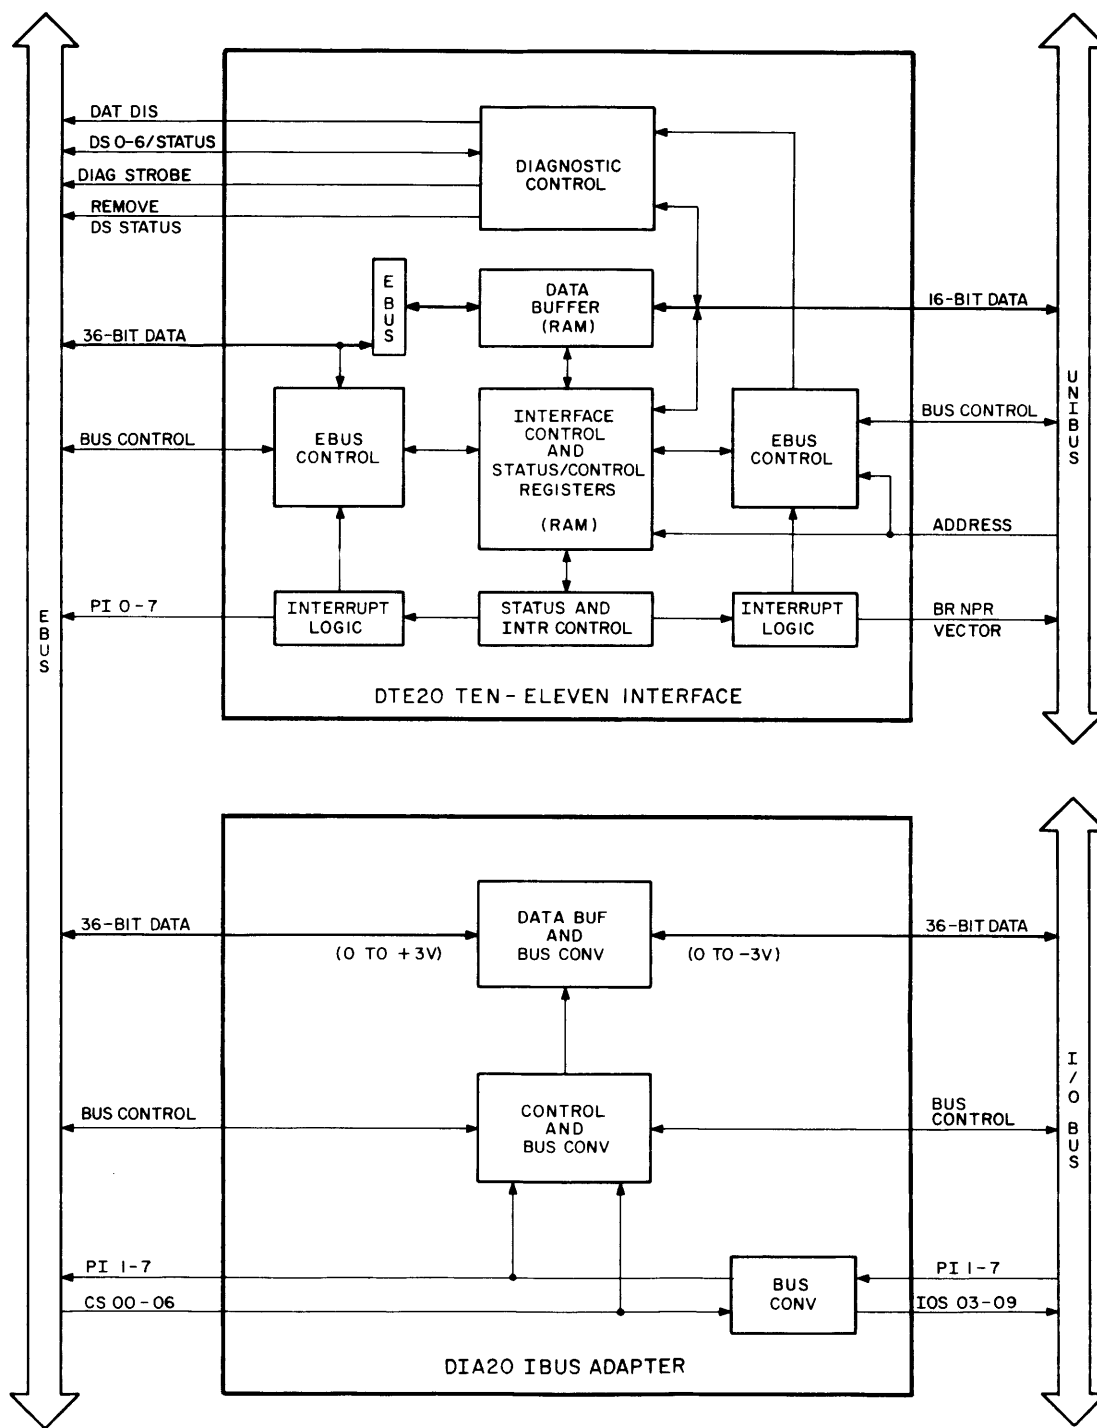 DAT DIS
DS 0-6/STATUS
DIAG STROBE
REMOVE
DS STATUS
DIAGNOSTIC
CONTROL
EBUS
DATA
BUFFER
(RAM)
16-BIT DATA
36-BIT DATA
BUS CONTROL
EBUS
CONTROL
INTERFACE
CONTROL
AND
STATUS/CONTROL
REGISTERS
(RAM)
EBUS
CONTROL
BUS CONTROL
ADDRESS
UNIBUS
EBUS
PI 0-7
INTERRUPT
LOGIC
STATUS AND
INTR CONTROL
INTERRUPT
LOGIC
BR NPR
VECTOR
DTE20 TEN-ELEVEN INTERFACE
36-BIT DATA
(0 TO +3V)
DATA BUF
AND
BUS CONV
(0 TO -3V)
36-BIT DATA
BUS CONTROL
CONTROL
AND
BUS CONV
BUS
CONTROL
I/O BUS
PI 1-7
CS 00-06
BUS
CONV
PI 1-7
IOS 03-09
DIA20 IBUS ADAPTER